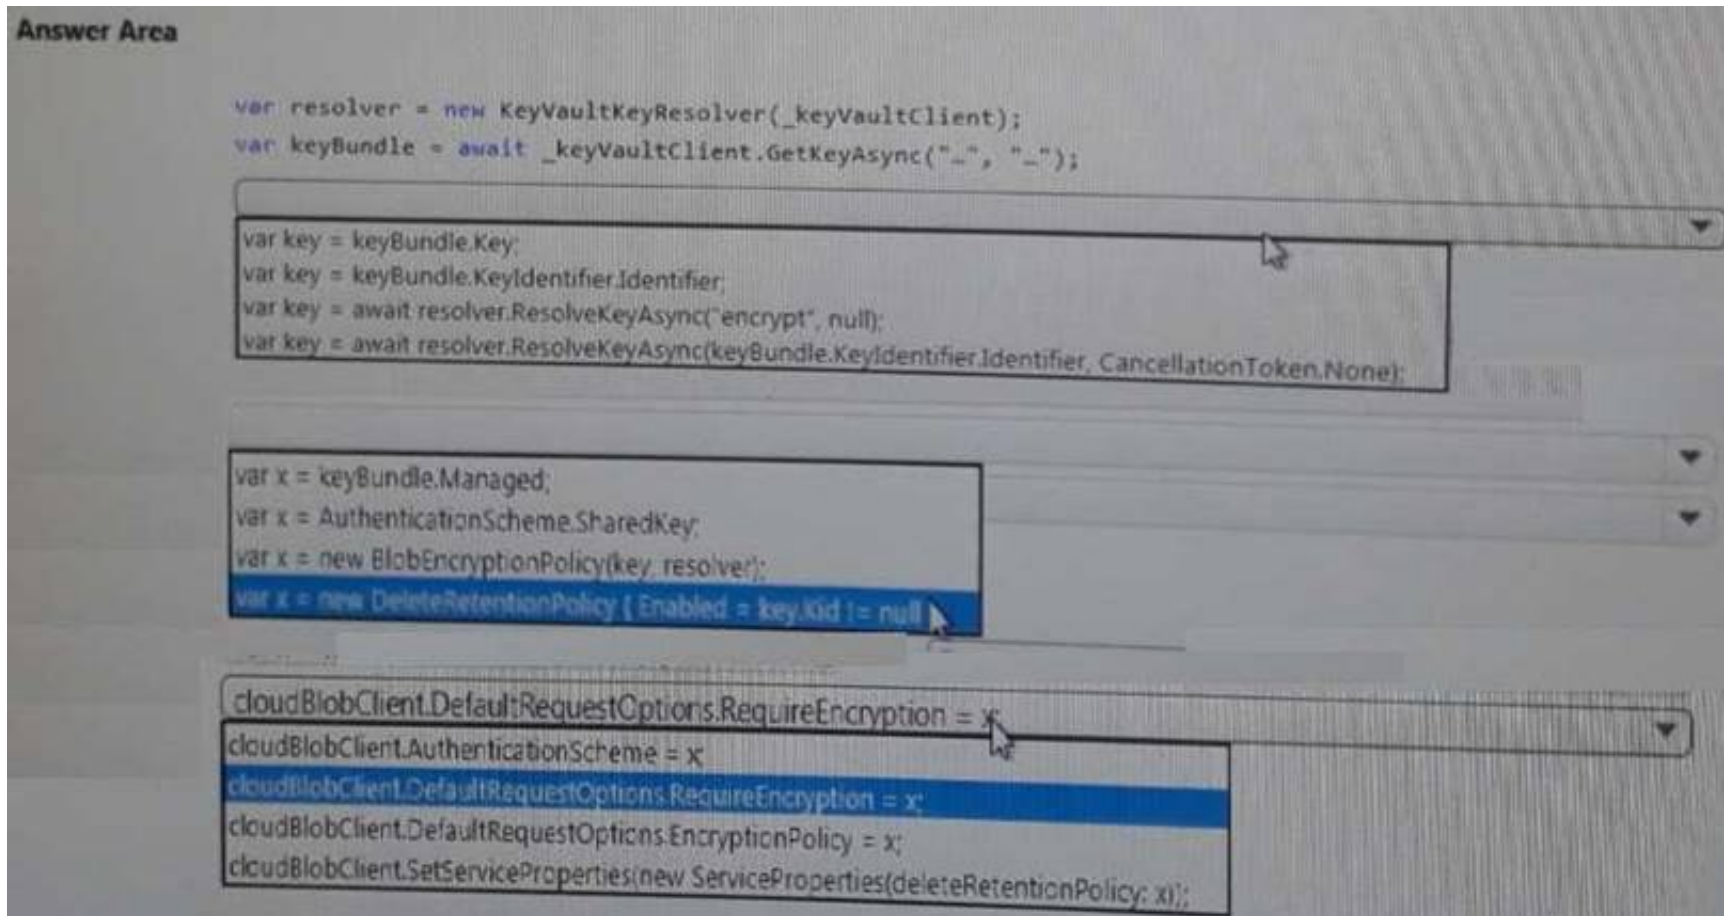 Answer Area
var resolver = new KeyVaultKeyResolver(_keyVaultClient);
var keyBundle = await _keyVaultClient.GetKeyAsync("…", "…");
var key = keyBundle.Key;
var key = keyBundle.KeyIdentifier.Identifier;
var key = await resolver.ResolveKeyAsync("encrypt", null);
var key = await resolver.ResolveKeyAsync(keyBundle.KeyIdentifier.Identifier, CancellationToken.None);
var x = keyBundle.Managed;
var x = AuthenticationScheme.SharedKey;
var x = new BlobEncryptionPolicy(key, resolver);
var x = new DeleteRetentionPolicy { Enabled = key.Kid != null
cloudBlobClient.DefaultRequestOptions.RequireEncryption = x;
cloudBlobClient.AuthenticationScheme = x;
cloudBlobClient.DefaultRequestOptions.RequireEncryption = x;
cloudBlobClient.DefaultRequestOptions.EncryptionPolicy = x;
cloudBlobClient.SetServiceProperties(new ServiceProperties(deleteRetentionPolicy: x));